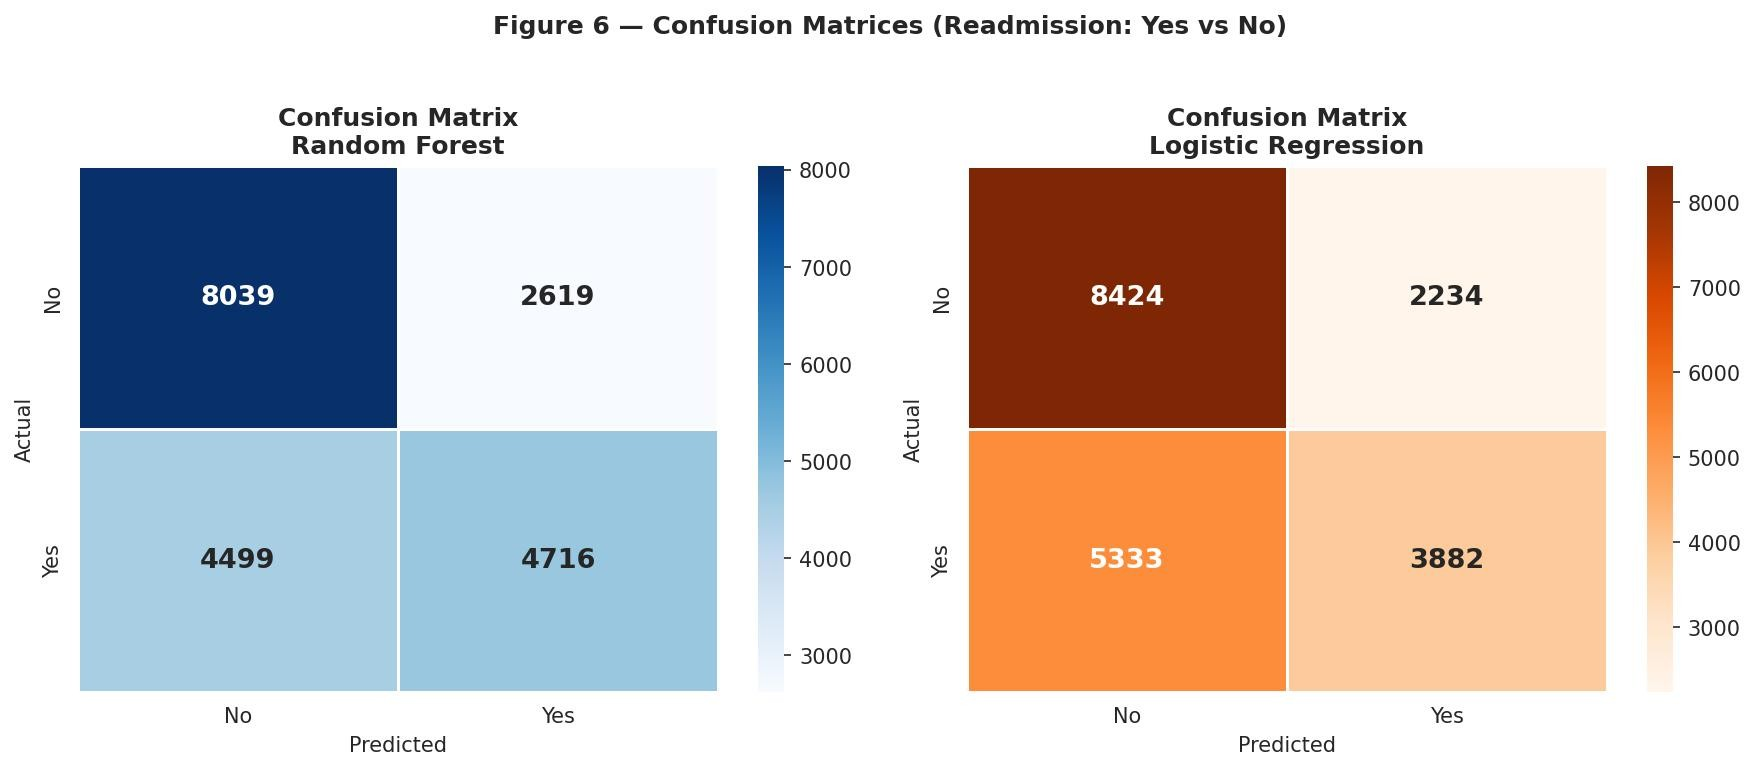 Figure 6 — Confusion Matrices (Readmission: Yes vs No)
Confusion Matrix
Random Forest
No
8039
2619
Yes
4499
4716
Actual
No
Yes
Predicted
8000
7000
6000
5000
4000
3000
Confusion Matrix
Logistic Regression
No
8424
2234
Yes
5333
3882
Actual
No
Yes
Predicted
8000
7000
6000
5000
4000
3000